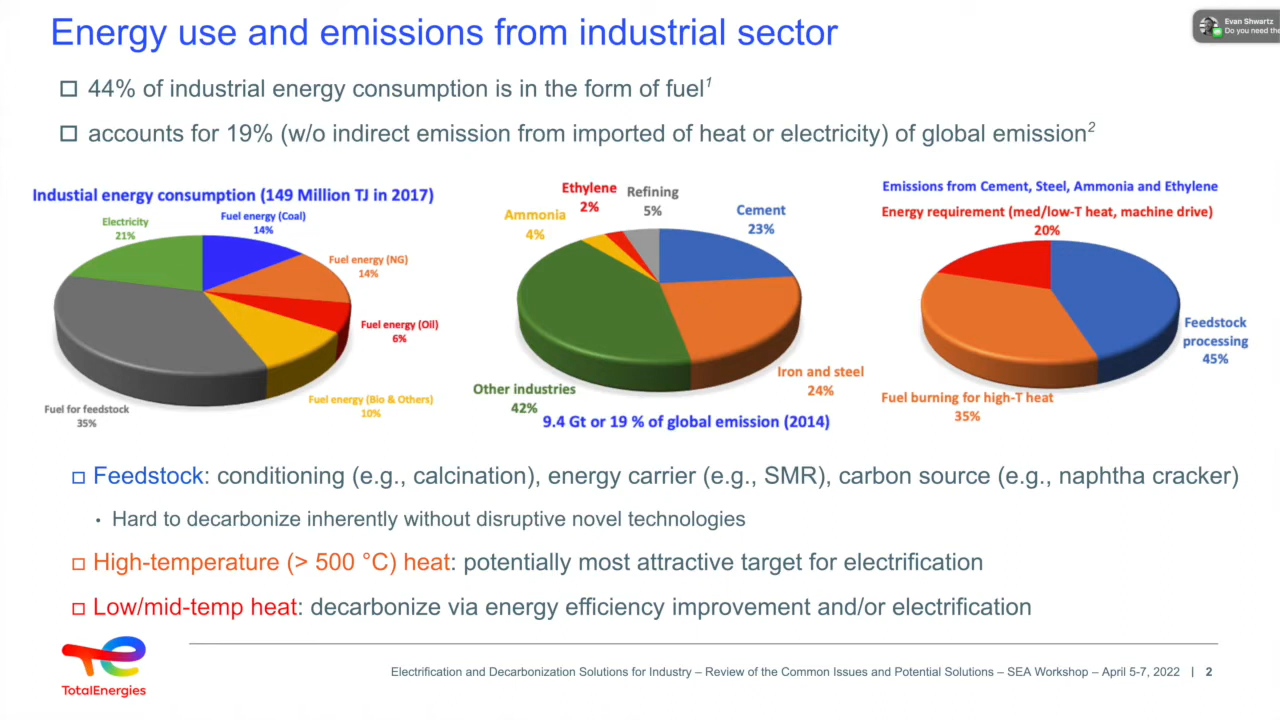 Energy use and emissions from industrial sector
Evan Shwartz
Do you need the
44% of industrial energy consumption is in the form of fuel¹
accounts for 19% (w/o indirect emission from imported of heat or electricity) of global emission²
Industial energy consumption (149 Million TJ in 2017)
Electricity
21%
Fuel energy (Coal)
14%
Fuel energy (NG)
14%
Fuel energy (Oil)
6%
Fuel energy (Bio & Others)
10%
Fuel for feedstock
35%
Ethylene
2%
Refining
5%
Ammonia
4%
Cement
23%
Iron and steel
24%
Other industries
42%
9.4 Gt or 19 % of global emission (2014)
Emissions from Cement, Steel, Ammonia and Ethylene
Energy requirement (med/low-T heat, machine drive)
20%
Feedstock
processing
45%
Fuel burning for high-T heat
35%
Feedstock: conditioning (e.g., calcination), energy carrier (e.g., SMR), carbon source (e.g., naphtha cracker)
• Hard to decarbonize inherently without disruptive novel technologies
High-temperature (> 500 °C) heat: potentially most attractive target for electrification
Low/mid-temp heat: decarbonize via energy efficiency improvement and/or electrification
TotalEnergies
Electrification and Decarbonization Solutions for Industry – Review of the Common Issues and Potential Solutions – SEA Workshop – April 5-7, 2022 | 2